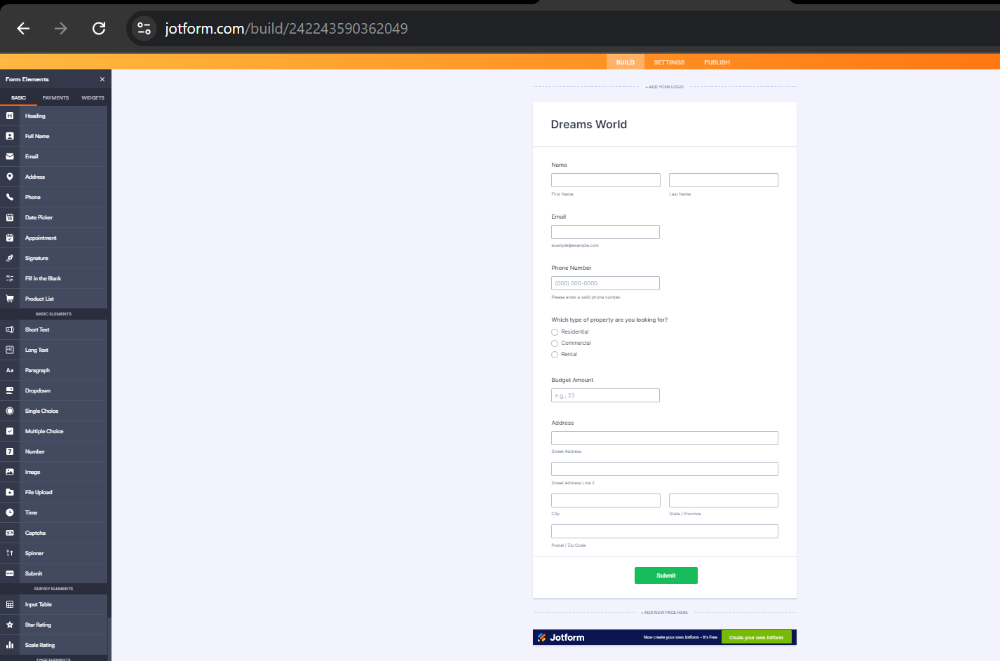 jotform.com/build/242243590362049
BUILD SETTINGS PUBLISH
Form Elements
BASIC PAYMENTS WIDGETS
Heading
Full Name
Email
Address
Phone
Date Picker
Appointment
Signature
Fill in the Blank
Product List
BASIC ELEMENTS
Short Text
Long Text
Paragraph
Dropdown
Single Choice
Multiple Choice
Number
Image
File Upload
Time
Captcha
Spinner
Submit
SURVEY ELEMENTS
Input Table
Star Rating
Scale Rating
PAGE ELEMENTS
+ ADD YOUR LOGO
Dreams World
Name
First Name Last Name
Email
example@example.com
Phone Number
(000) 000-0000
Please enter a valid phone number.
Which type of property are you looking for?
Residential
Commercial
Rental
Budget Amount
e.g., 23
Address
Street Address
Street Address Line 2
City State / Province
Postal / Zip Code
Submit
+ ADD NEW PAGE HERE
Jotform Now create your own Jotform - It's Free Create your own Jotform